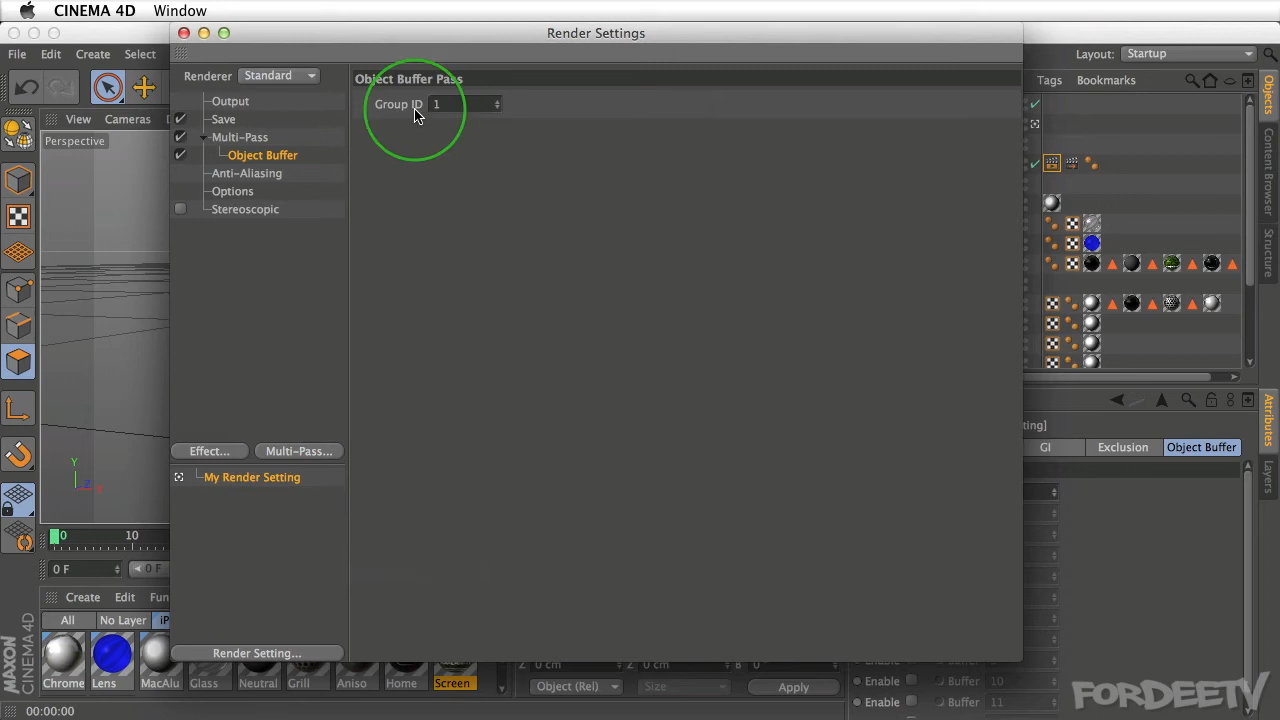 CINEMA 4D Window
Render Settings
File Edit Create Select
Layout: Startup
Renderer Standard
Object Buffer Pass
Tags Bookmarks
Group ID 1
Output
View Cameras
Save
Multi-Pass
Perspective
Object Buffer
Anti-Aliasing
Options
Stereoscopic
Objects
Content Browser
Structure
Effect... Multi-Pass...
GI Exclusion Object Buffer
My Render Setting
Attributes
Layers
Y
Z
X
0 10
0 F 0 F
Create Edit Fun
All No Layer iP
Render Setting...
0 cm 0 cm B 0°
Chrome Lens MacAlu Glass Neutral Grill Aniso Home Screen
Object (Rel) Size Apply
Enable Buffer 10
Enable Buffer 11
MAXON
CINEMA 4D
00:00:00
FORDEETV